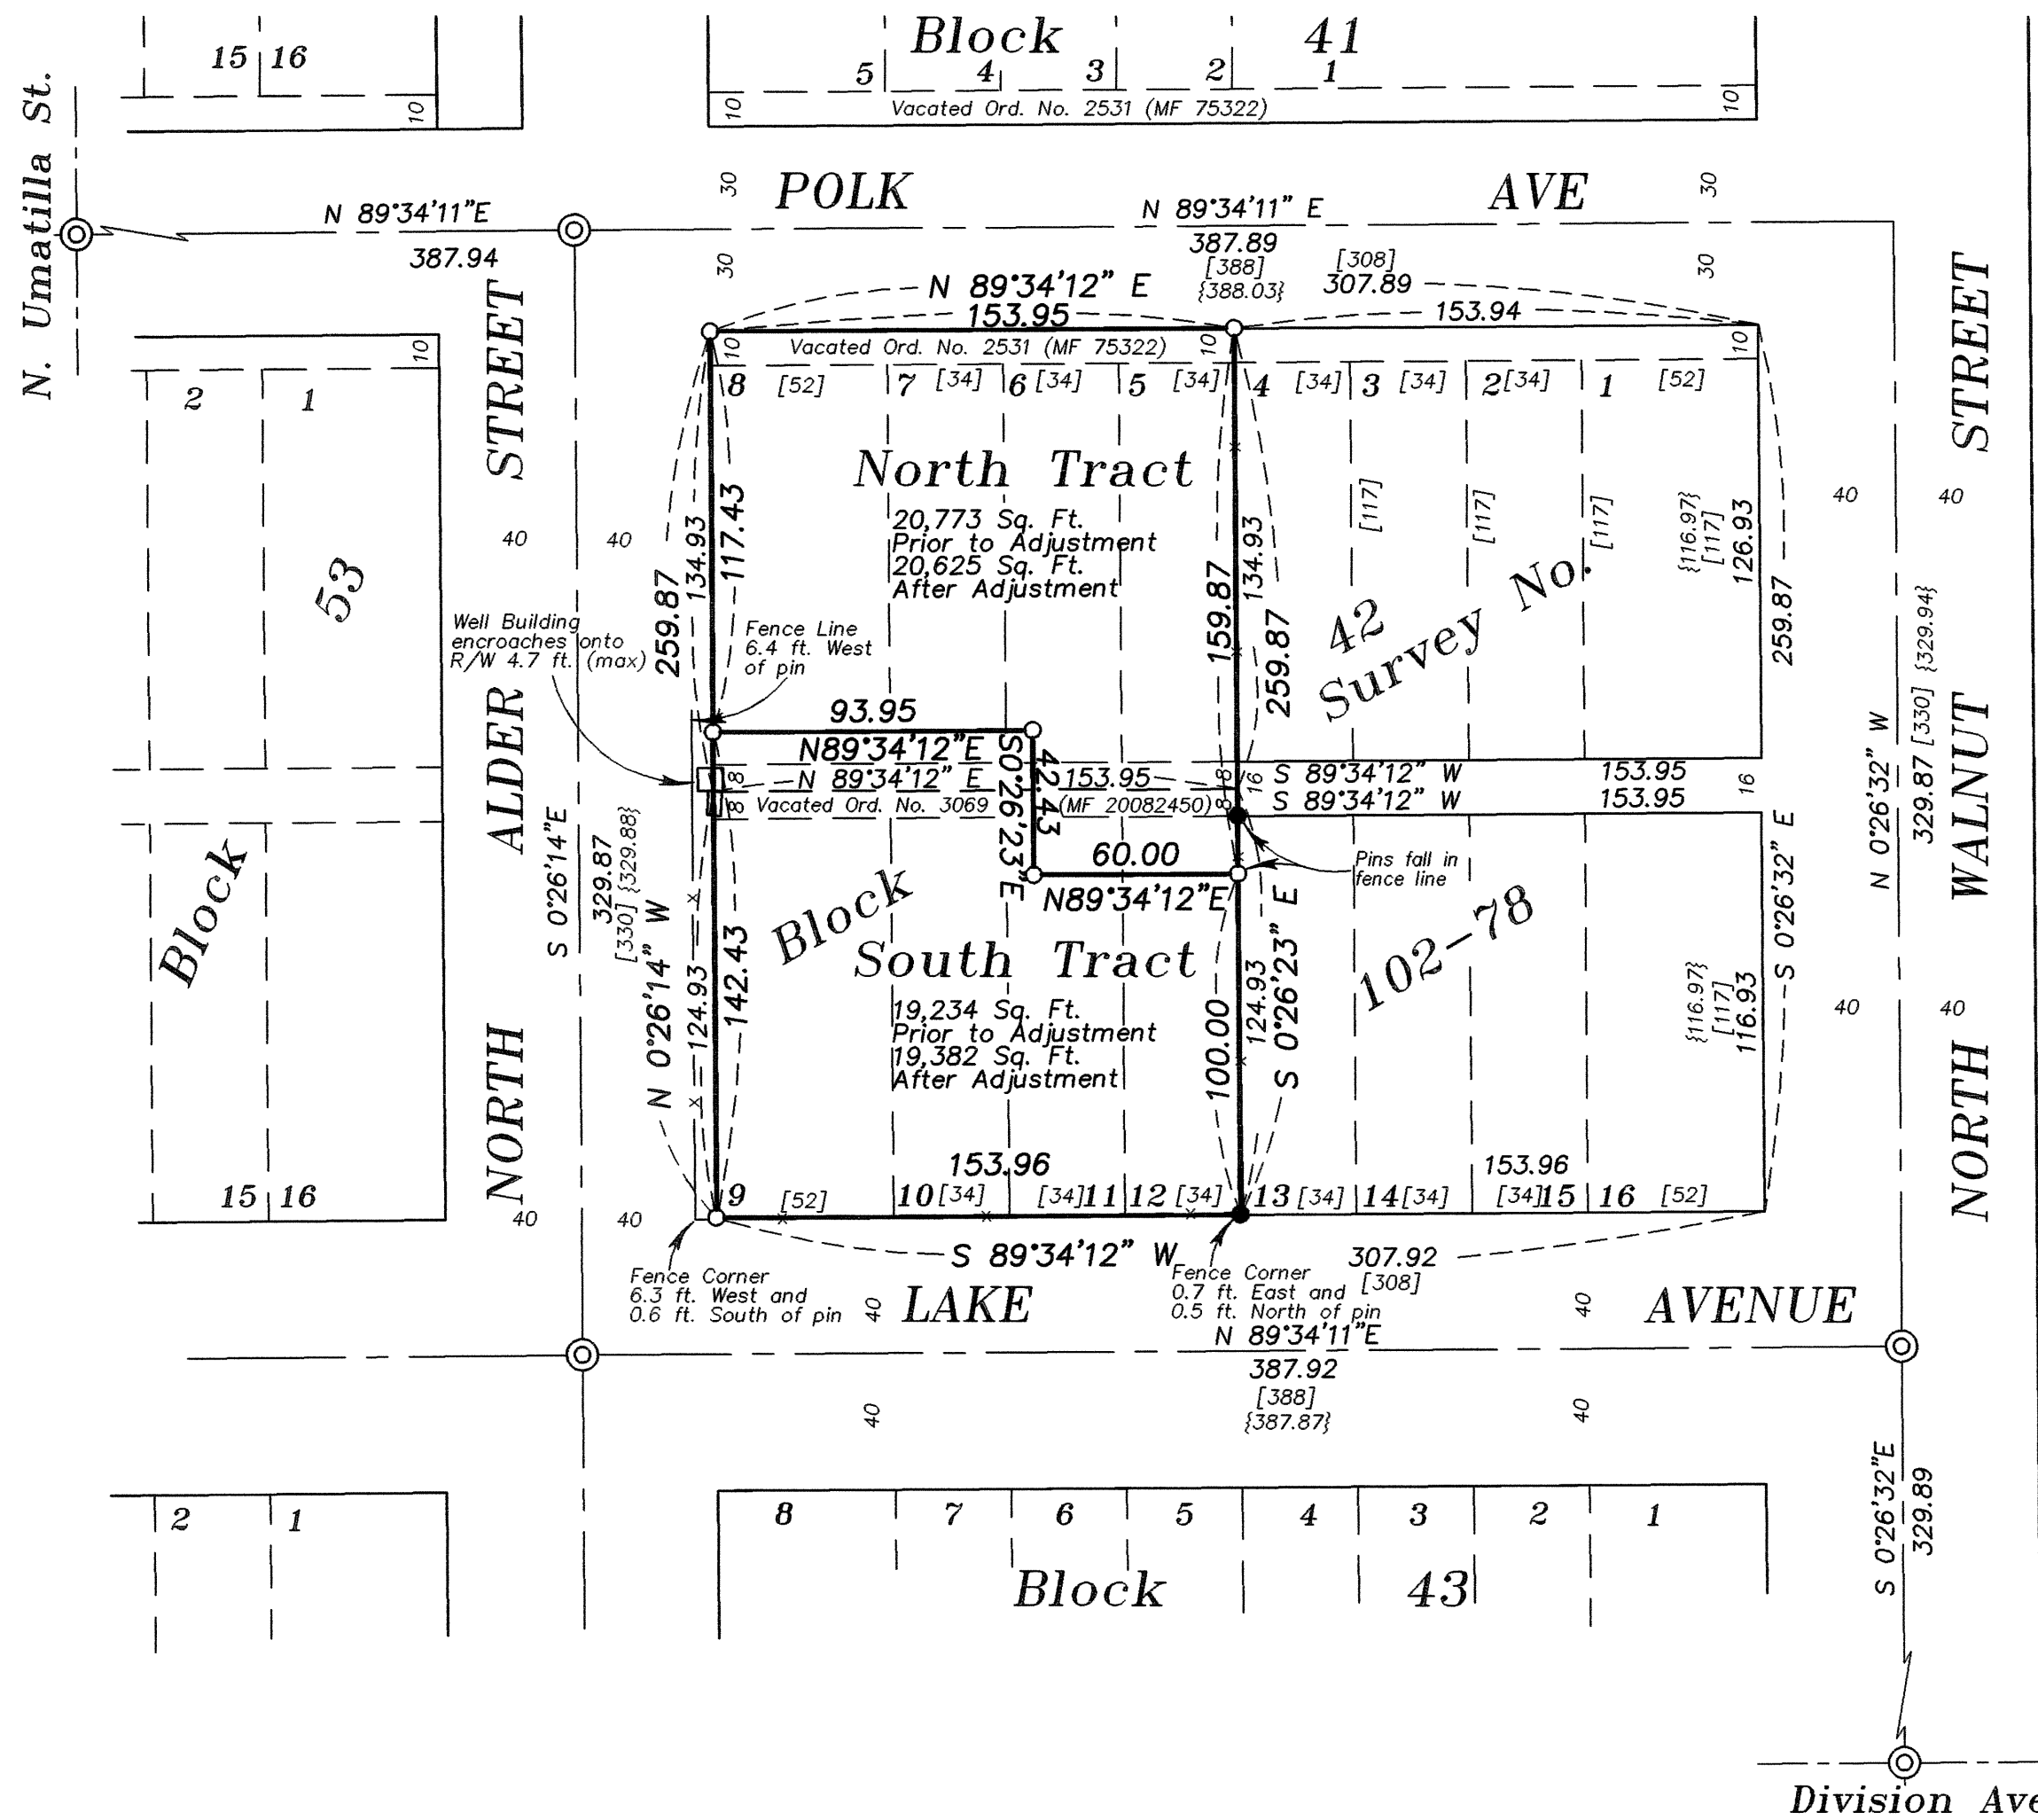 Block 41
15 16
5 4 3 2 1
10
10
10
Vacated Ord. No. 2531 (MF 75322)
N. Umatilla St.
30
POLK AVE
30
N 89°34'11"E
387.94
N 89°34'11" E
387.89
[388]
{388.03}
30
30
[308]
307.89
N 89°34'12" E
153.95
153.94
10
10
10
10
Vacated Ord. No. 2531 (MF 75322)
2 1
8 [52] 7 [34] 6 [34] 5 [34] 4 [34] 3 [34] 2 [34] 1 [52]
NORTH ALDER STREET
NORTH WALNUT STREET
North Tract
20,773 Sq. Ft.
Prior to Adjustment
20,625 Sq. Ft.
After Adjustment
40 40
40 40
259.87
134.93
117.43
159.87
134.93
259.87
[117]
[117]
[117]
{116.97}
[117]
126.93
259.87
Block 53
Block 42
Survey No.
102-78
Well Building
encroaches onto
R/W 4.7 ft. (max)
Fence Line
6.4 ft. West
of pin
93.95
N89°34'12"E
S0°26'23"E
42.43
8
8
N 89°34'12" E 153.95
8
8
16
Vacated Ord. No. 3069 (MF 20082450)
S 89°34'12" W 153.95
S 89°34'12" W 153.95
16
60.00
N89°34'12"E
Pins fall in
fence line
S 0°26'14"E
329.87
[330] {329.88}
N 0°26'14" W
124.93
142.43
South Tract
19,234 Sq. Ft.
Prior to Adjustment
19,382 Sq. Ft.
After Adjustment
100.00
124.93
S 0°26'23" E
{116.97}
[117]
116.93
S 0°26'32" E
N 0°26'32" W
329.87 [330] {329.94}
40 40
15 16
40 40
153.96
153.96
9 [52] 10 [34] [34] 11 12 [34] 13 [34] 14 [34] [34] 15 16 [52]
S 89°34'12" W
307.92
[308]
Fence Corner
6.3 ft. West and
0.6 ft. South of pin
Fence Corner
0.7 ft. East and
0.5 ft. North of pin
40
LAKE AVENUE
40
N 89°34'11"E
387.92
[388]
{387.87}
40
40
S 0°26'32"E
329.89
2 1
8 7 6 5 4 3 2 1
Block 43
Division Ave